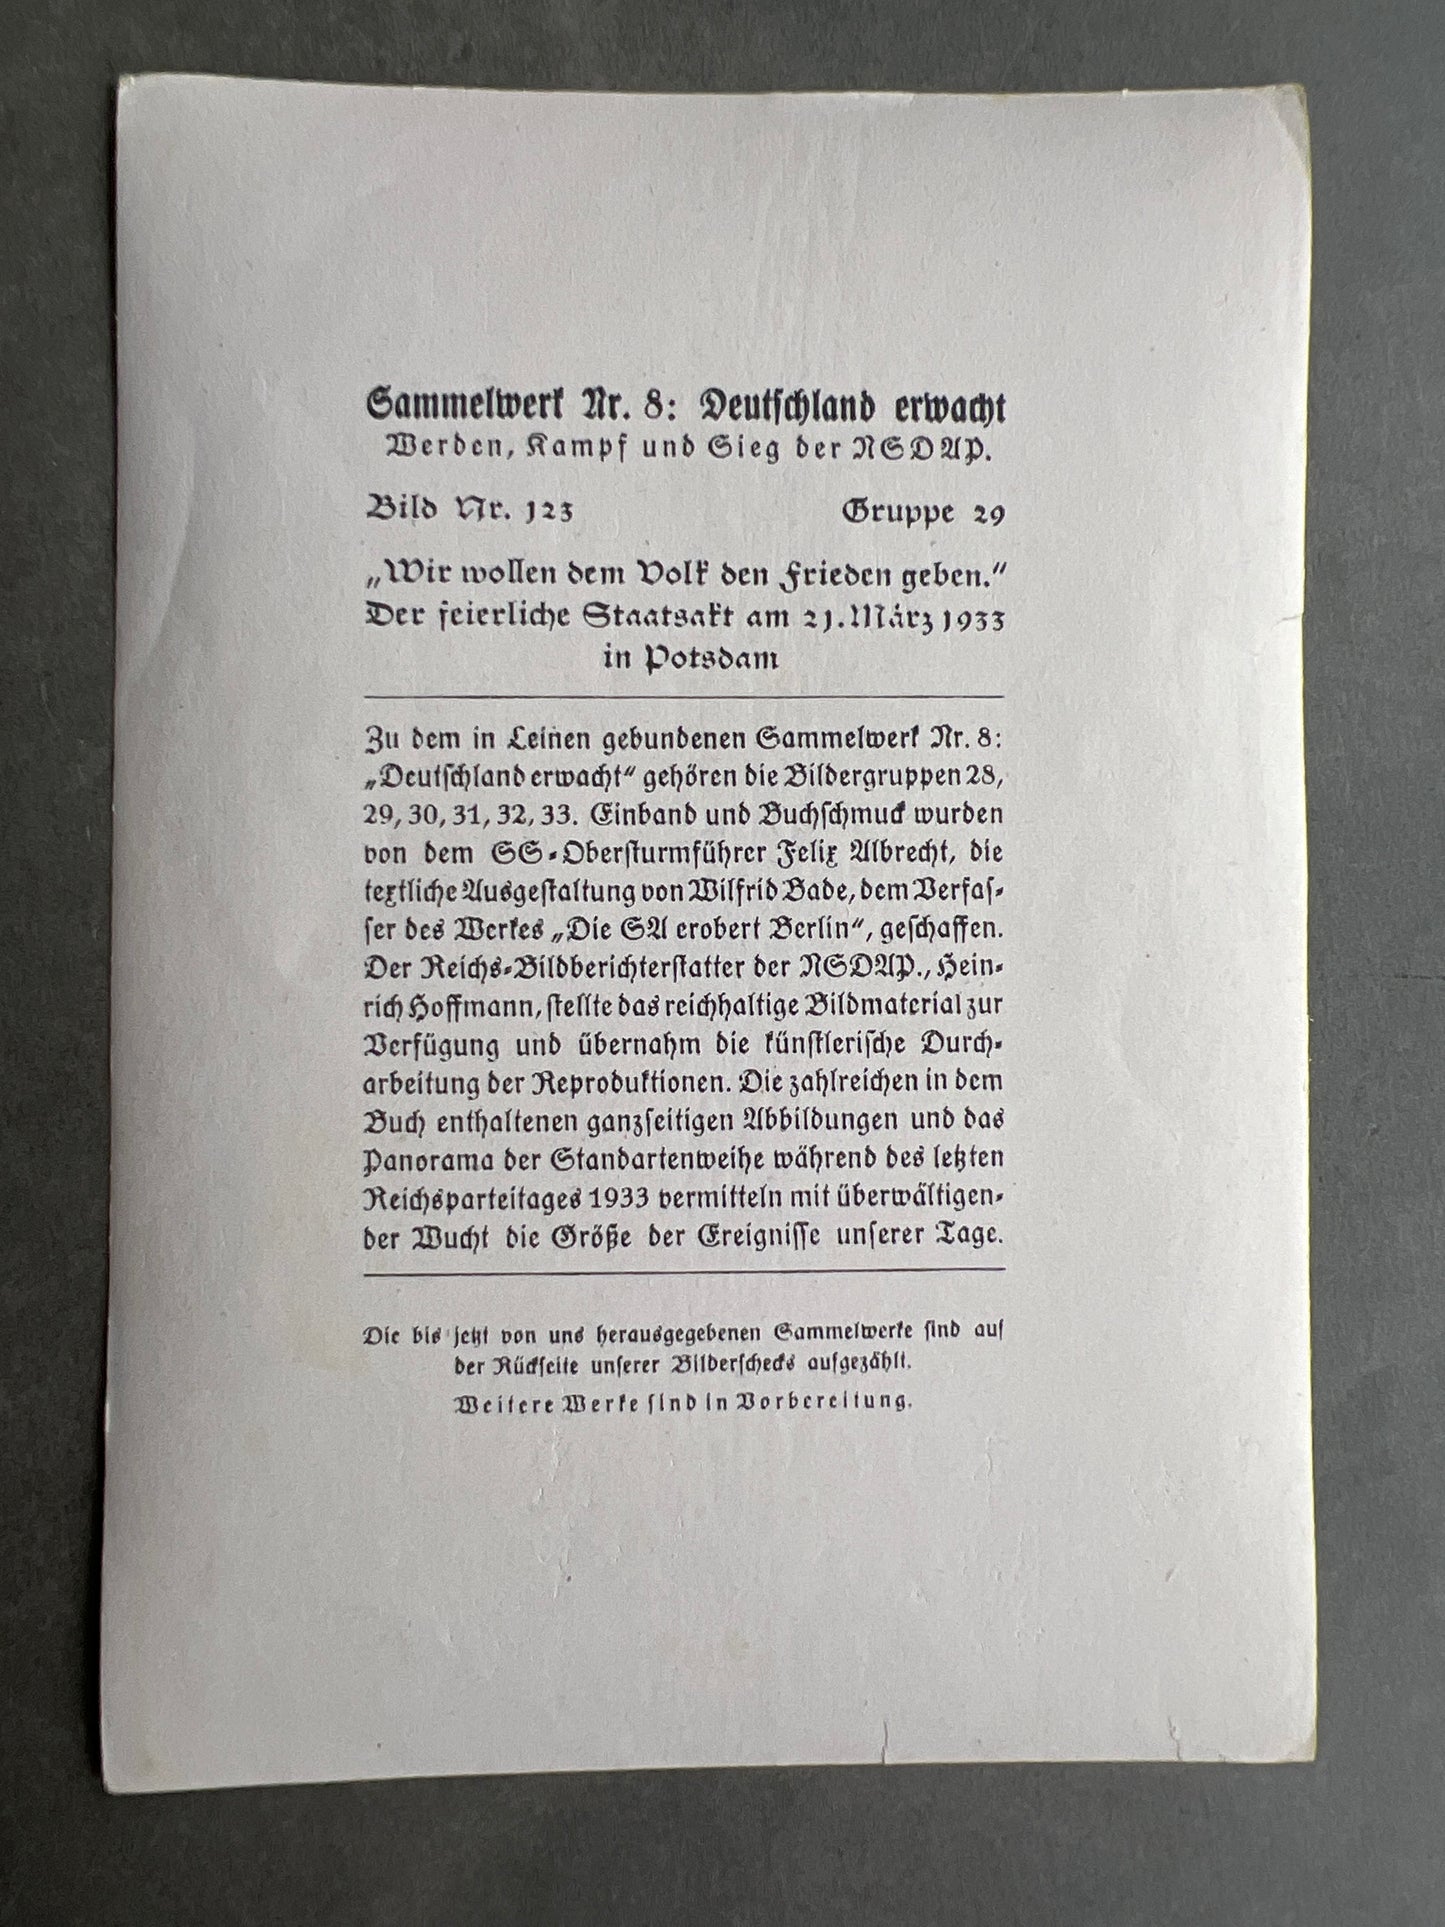 Sammelwerk Nr. 8: Deutschland erwacht
Werden, Kampf und Sieg der NSDAP.
Bild Nr. 123 Gruppe 29
„Wir wollen dem Volk den Frieden geben.“
Der feierliche Staatsakt am 21. März 1933
in Potsdam
Zu dem in Leinen gebundenen Sammelwerk Nr. 8:
„Deutschland erwacht“ gehören die Bildergruppen 28,
29, 30, 31, 32, 33. Einband und Buchschmuck wurden
von dem SS-Obersturmführer Felix Albrecht, die
textliche Ausgestaltung von Wilfrid Bade, dem Verfas-
ser des Werkes „Die SA erobert Berlin“, geschaffen.
Der Reichs-Bildberichterstatter der NSDAP., Hein-
rich Hoffmann, stellte das reichhaltige Bildmaterial zur
Verfügung und übernahm die künstlerische Durch-
arbeitung der Reproduktionen. Die zahlreichen in dem
Buch enthaltenen ganzseitigen Abbildungen und das
Panorama der Standartenweihe während des letzten
Reichsparteitages 1933 vermitteln mit überwältigen-
der Wucht die Größe der Ereignisse unserer Tage.
Die bis jetzt von uns herausgegebenen Sammelwerke sind auf
der Rückseite unserer Bilderschecks aufgezählt.
Weitere Werke sind in Vorbereitung.